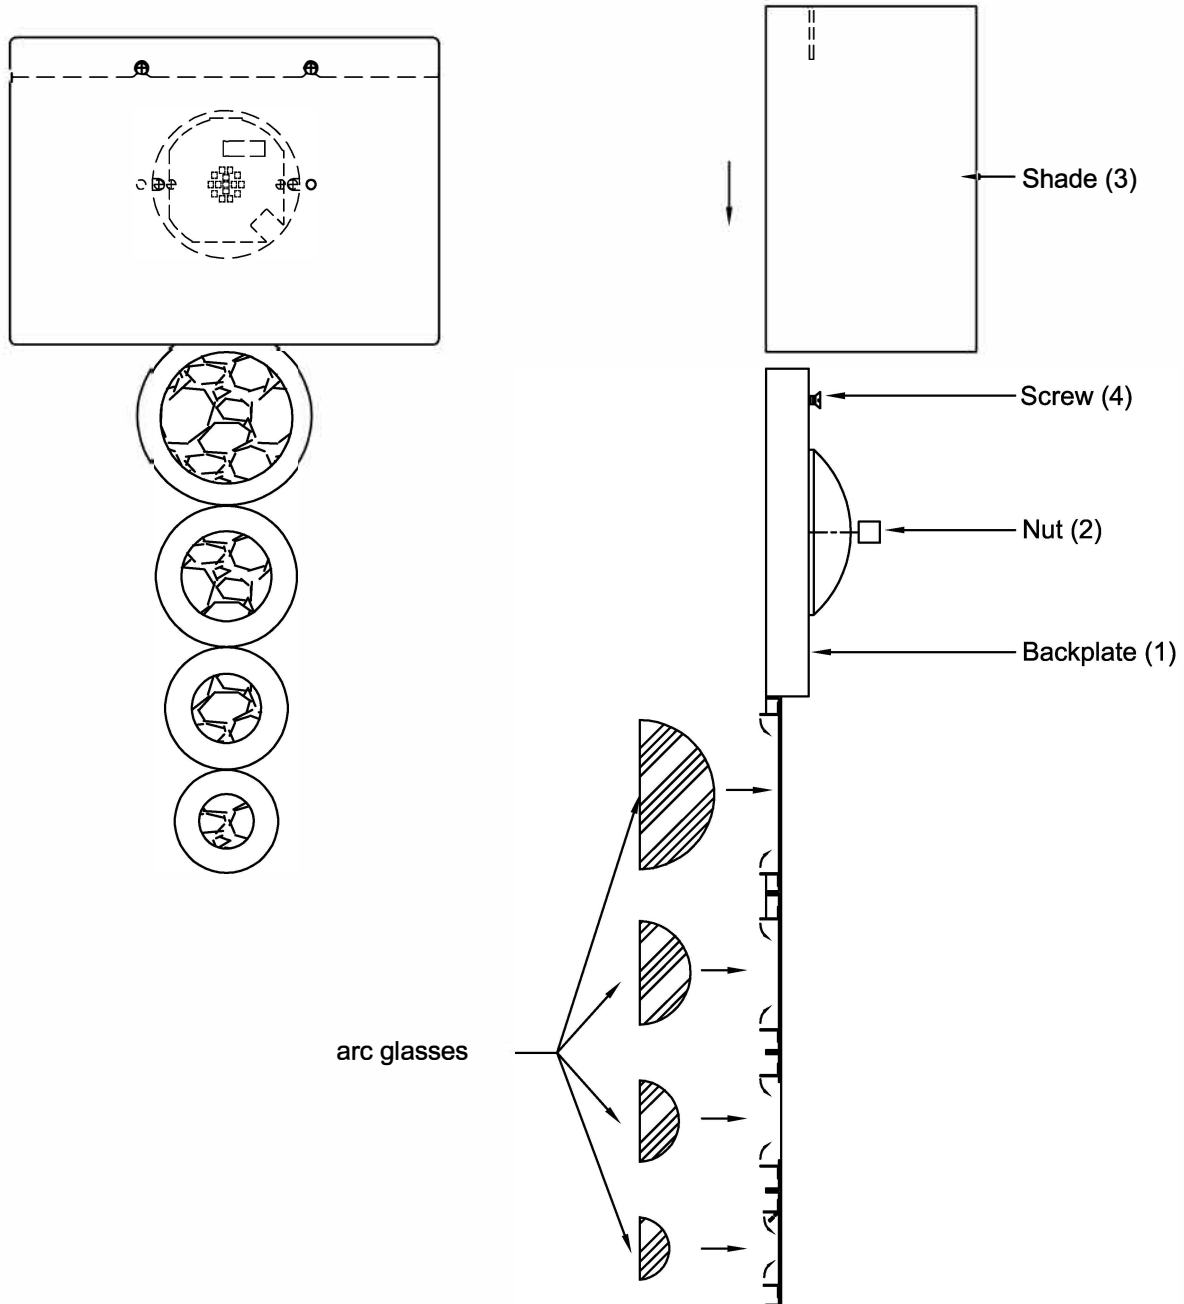 Shade (3)
Screw (4)
Nut (2)
Backplate (1)
arc glasses